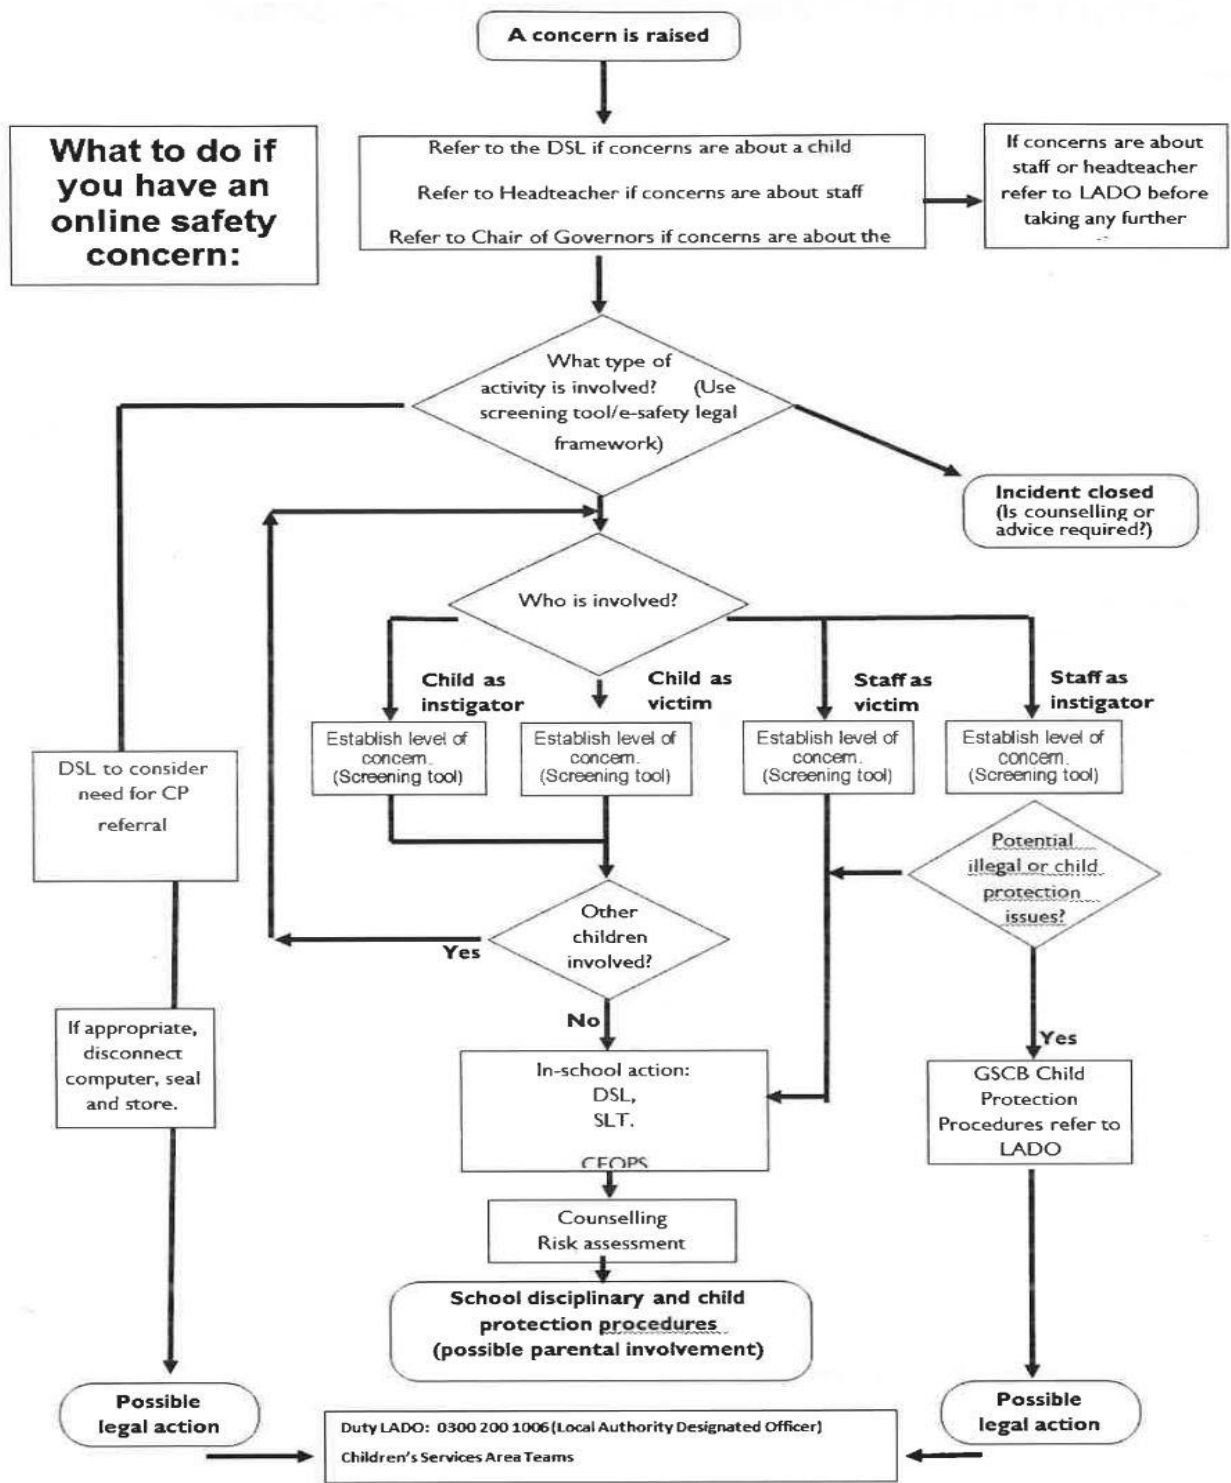 A concern is raised
What to do if
you have an
online safety
concern:
Refer to the DSL if concerns are about a child
Refer to Headteacher if concerns are about staff
Refer to Chair of Governors if concerns are about the
If concerns are about
staff or headteacher
refer to LADO before
taking any further
What type of
activity is involved? (Use
screening tool/e-safety legal
framework)
Incident closed
(Is counselling or
advice required?)
Who is involved?
Child as
instigator
Child as
victim
Staff as
victim
Staff as
instigator
Establish level of
concern.
(Screening tool)
Establish level of
concern.
(Screening tool)
Establish level of
concern.
(Screening tool)
Establish level of
concern.
(Screening tool)
DSL to consider
need for CP
referral
Potential
illegal or child
protection
issues?
Other
children
involved?
Yes
No
If appropriate,
disconnect
computer, seal
and store.
In-school action:
DSL,
SLT.
CEOPS
Yes
GSCB Child
Protection
Procedures refer to
LADO
Counselling
Risk assessment
School disciplinary and child
protection procedures
(possible parental involvement)
Possible
legal action
Possible
legal action
Duty LADO: 0300 200 1006 (Local Authority Designated Officer)
Children's Services Area Teams